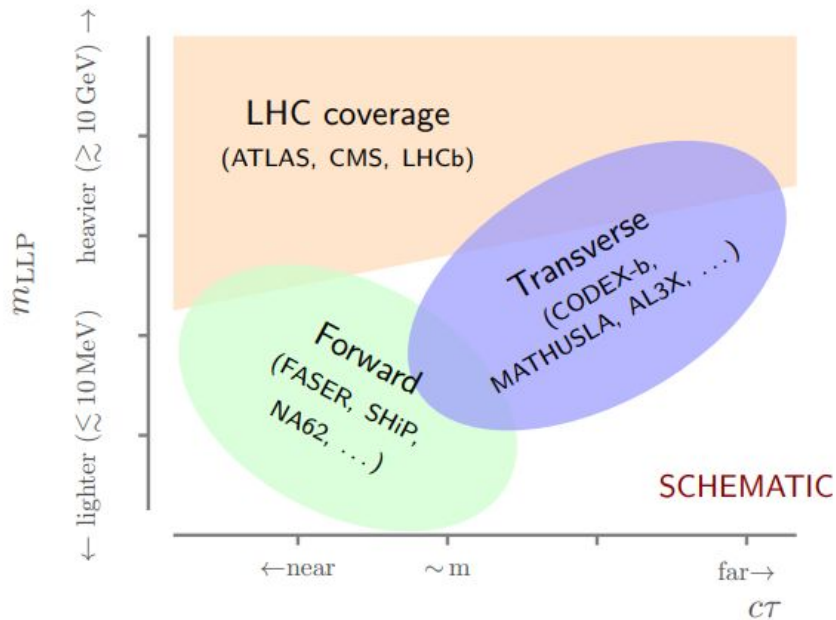 LHC coverage
(ATLAS, CMS, LHCb)
Transverse
(CODEX-b,
MATHUSLA, AL3X, ...)
Forward
(FASER, SHiP,
NA62, ...)
SCHEMATIC
m_LLP
← lighter (≲ 10 MeV) heavier (≳ 10 GeV) →
←near
∼ m
far→
cτ